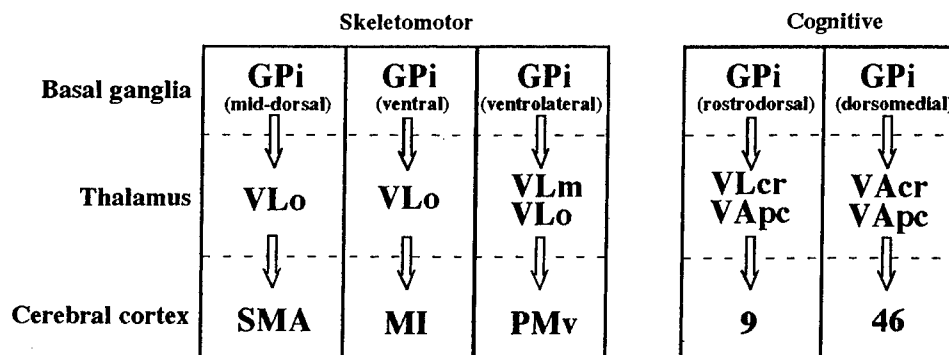 Skeletomotor Cognitive
Basal ganglia GPi GPi GPi GPi GPi
(mid-dorsal) (ventral) (ventrolateral) (rostrodorsal) (dorsomedial)
Thalamus VLo VLo VLm VLcr VAcr
VLo VApc VApc
Cerebral cortex SMA MI PMv 9 46